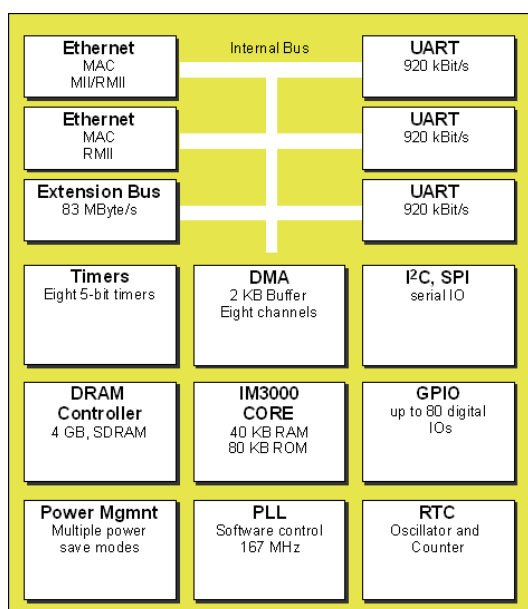 Ethernet
MAC
MII/RMII
Internal Bus
UART
920 kBit/s
Ethernet
MAC
RMII
UART
920 kBit/s
Extension Bus
83 MByte/s
UART
920 kBit/s
Timers
Eight 5-bit timers
DMA
2 KB Buffer
Eight channels
I²C, SPI
serial IO
DRAM
Controller
4 GB, SDRAM
IM3000
CORE
40 KB RAM
80 KB ROM
GPIO
up to 80 digital
IOs
Power Mgmnt
Multiple power
save modes
PLL
Software control
167 MHz
RTC
Oscillator and
Counter